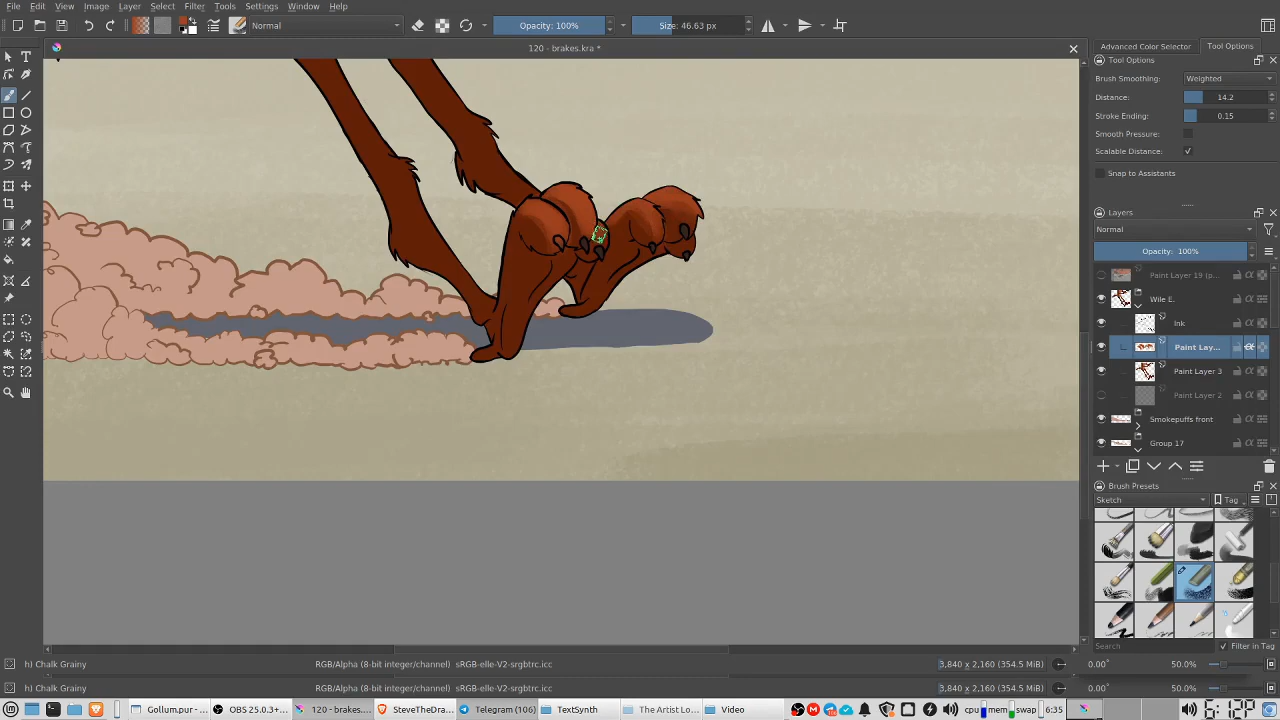 File Edit View Image Layer Select Filter Tools Settings Window Help
Normal Opacity: 100% Size: 46.63 px
120 - brakes.kra *
Advanced Color Selector Tool Options
Tool Options
Brush Smoothing: Weighted
Distance: 14.2
Stroke Ending: 0.15
Smooth Pressure:
Scalable Distance:
Snap to Assistants
Layers
Normal
Opacity: 100%
Paint Layer 19 (p...
Wile E.
Ink
Paint Lay...
Paint Layer 3
Paint Layer 2
Smokepuffs front
Group 17
Brush Presets
Sketch Tag
Search Filter in Tag
h) Chalk Grainy RGB/Alpha (8-bit integer/channel) sRGB-elle-V2-srgbtrc.icc 3,840 x 2,160 (354.5 MiB) 0.00° 50.0%
h) Chalk Grainy RGB/Alpha (8-bit integer/channel) sRGB-elle-V2-srgbtrc.icc 3,840 x 2,160 (354.5 MiB) 0.00° 50.0%
Gollum.pur - ... OBS 25.0.3+... 120 - brakes.... SteveTheDra... Telegram (106) TextSynth The Artist Lo... Video cpu mem swap 6:35